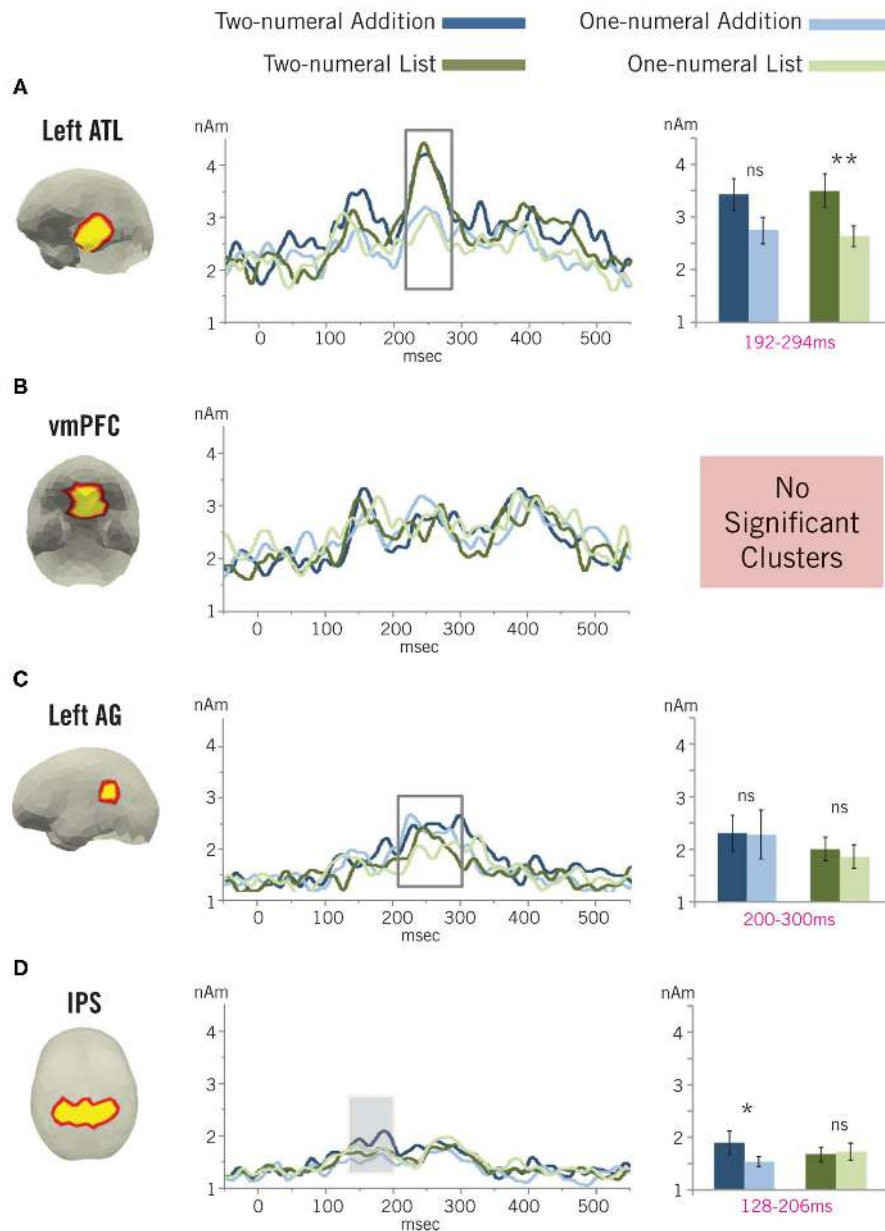 Two-numeral Addition One-numeral Addition
Two-numeral List One-numeral List
A
Left ATL
nAm
4
3
2
1
0 100 200 300 400 500
msec
nAm
4
3
2
1
ns
**
192-294ms
B
vmPFC
nAm
4
3
2
1
0 100 200 300 400 500
msec
No
Significant
Clusters
C
Left AG
nAm
4
3
2
1
0 100 200 300 400 500
msec
nAm
4
3
2
1
ns
ns
200-300ms
D
IPS
nAm
4
3
2
1
0 100 200 300 400 500
msec
nAm
4
3
2
1
*
ns
128-206ms